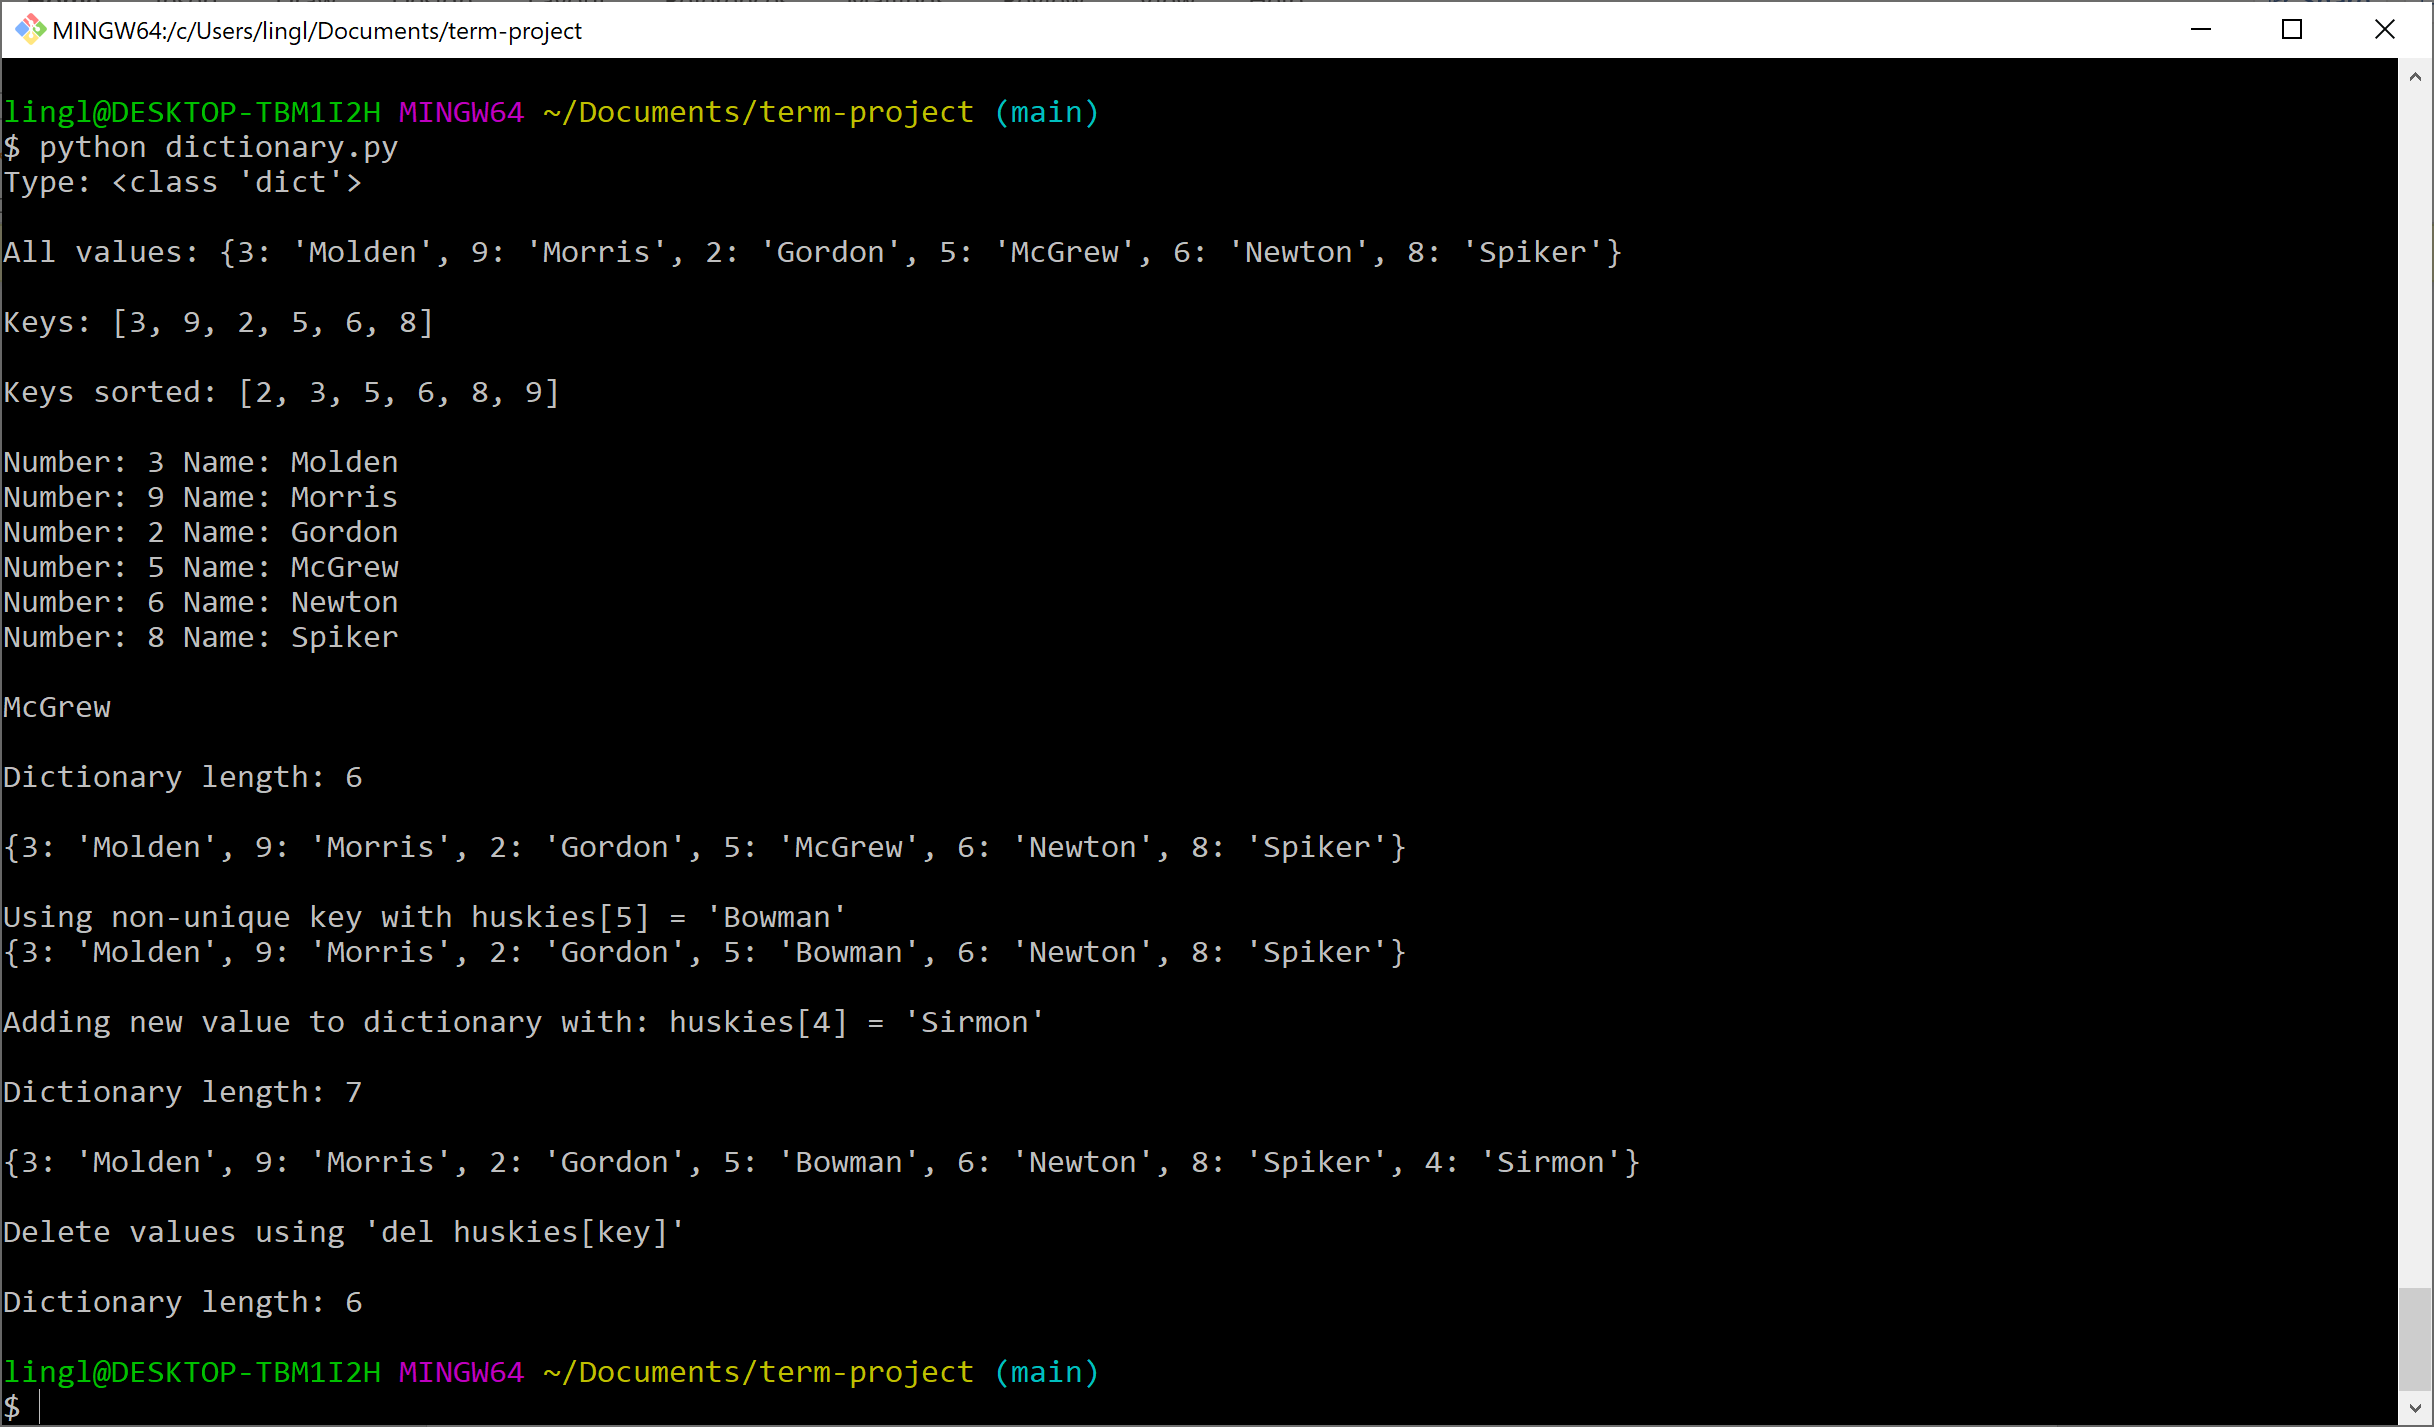 MINGW64:/c/Users/lingl/Documents/term-project
lingl@DESKTOP-TBM1I2H MINGW64 ~/Documents/term-project (main)
$ python dictionary.py
Type: <class 'dict'>
All values: {3: 'Molden', 9: 'Morris', 2: 'Gordon', 5: 'McGrew', 6: 'Newton', 8: 'Spiker'}
Keys: [3, 9, 2, 5, 6, 8]
Keys sorted: [2, 3, 5, 6, 8, 9]
Number: 3 Name: Molden
Number: 9 Name: Morris
Number: 2 Name: Gordon
Number: 5 Name: McGrew
Number: 6 Name: Newton
Number: 8 Name: Spiker
McGrew
Dictionary length: 6
{3: 'Molden', 9: 'Morris', 2: 'Gordon', 5: 'McGrew', 6: 'Newton', 8: 'Spiker'}
Using non-unique key with huskies[5] = 'Bowman'
{3: 'Molden', 9: 'Morris', 2: 'Gordon', 5: 'Bowman', 6: 'Newton', 8: 'Spiker'}
Adding new value to dictionary with: huskies[4] = 'Sirmon'
Dictionary length: 7
{3: 'Molden', 9: 'Morris', 2: 'Gordon', 5: 'Bowman', 6: 'Newton', 8: 'Spiker', 4: 'Sirmon'}
Delete values using 'del huskies[key]'
Dictionary length: 6
lingl@DESKTOP-TBM1I2H MINGW64 ~/Documents/term-project (main)
$